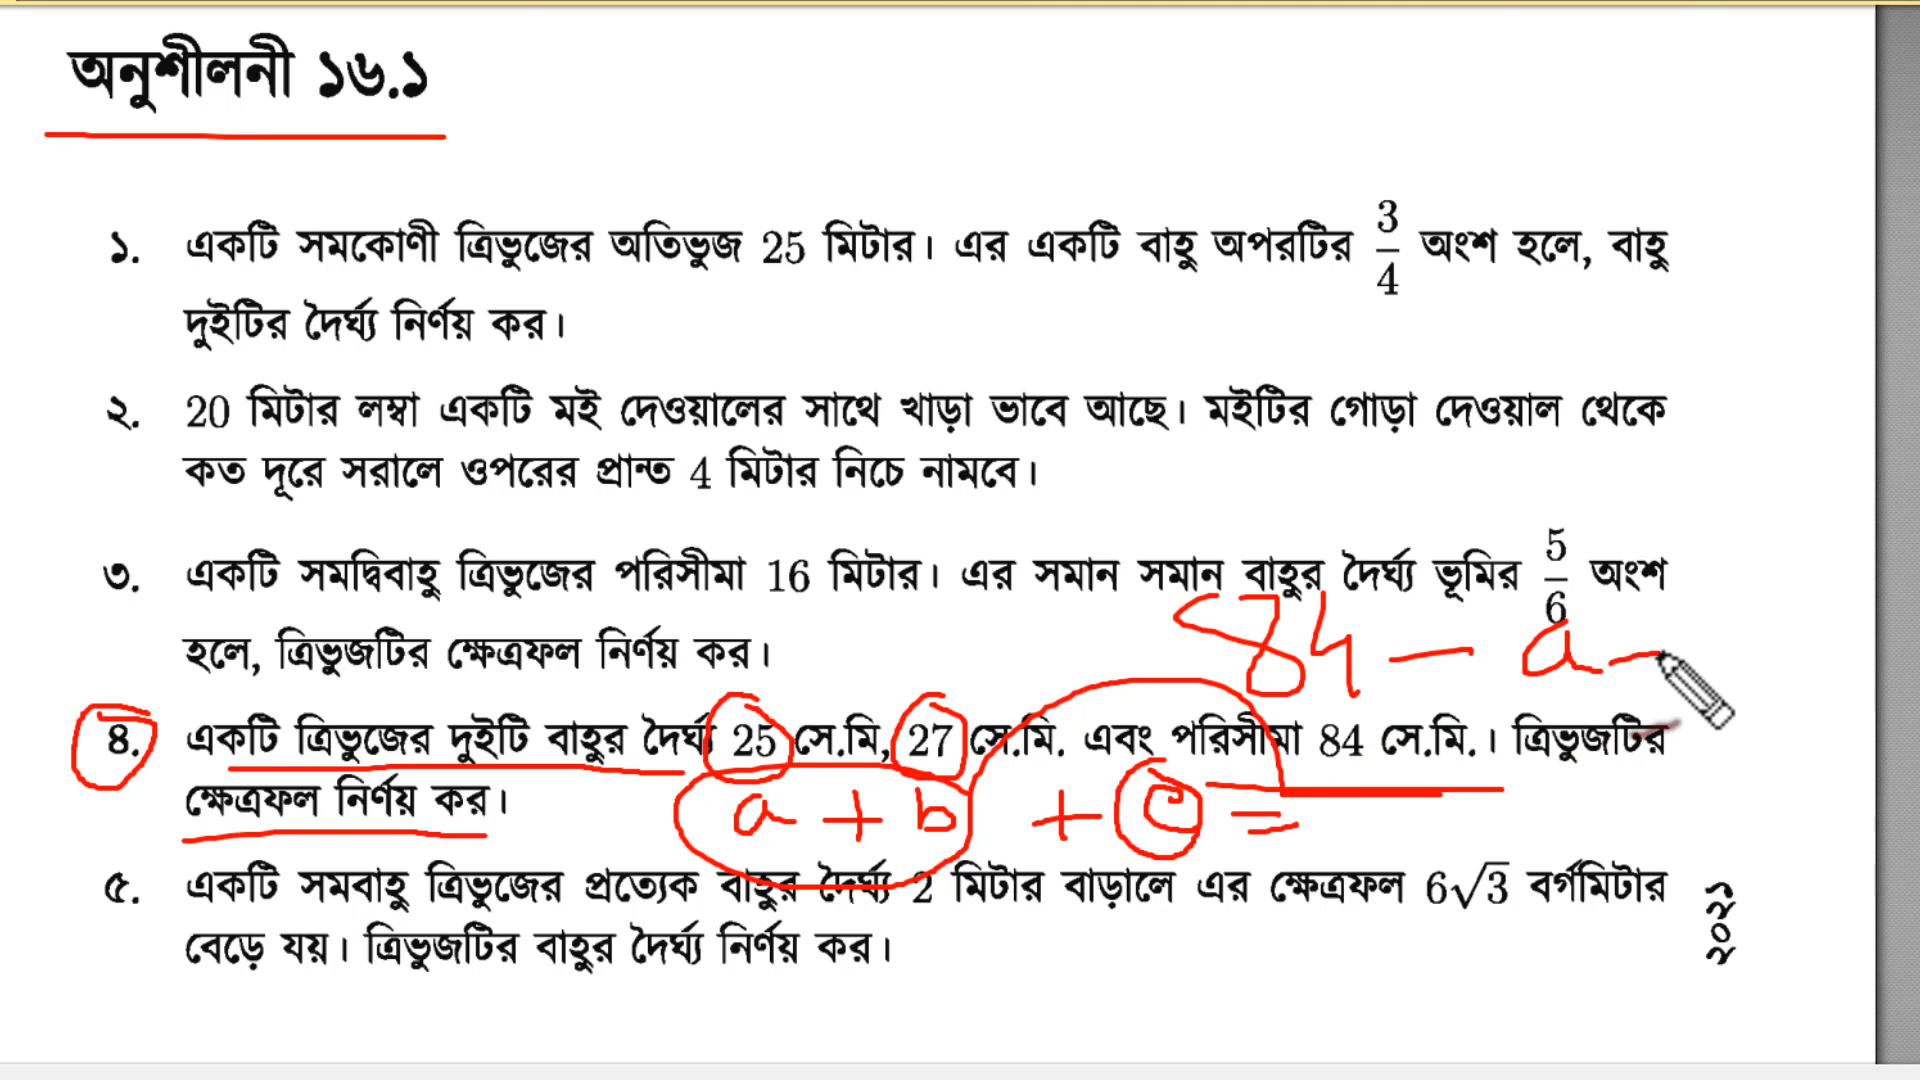 অনুশীলনী ১৬.১
১. একটি সমকোণী ত্রিভুজের অতিভুজ 25 মিটার। এর একটি বাহু অপরটির 3/4 অংশ হলে, বাহু
দুইটির দৈর্ঘ্য নির্ণয় কর।
২. 20 মিটার লম্বা একটি মই দেওয়ালের সাথে খাড়া ভাবে আছে। মইটির গোড়া দেওয়াল থেকে
কত দূরে সরালে ওপরের প্রান্ত 4 মিটার নিচে নামবে।
৩. একটি সমদ্বিবাহু ত্রিভুজের পরিসীমা 16 মিটার। এর সমান সমান বাহুর দৈর্ঘ্য ভূমির 5/6 অংশ
হলে, ত্রিভুজটির ক্ষেত্রফল নির্ণয় কর।
84 - a -
৪. একটি ত্রিভুজের দুইটি বাহুর দৈর্ঘ্য 25 সে.মি, 27 সে.মি. এবং পরিসীমা 84 সে.মি.। ত্রিভুজটির
ক্ষেত্রফল নির্ণয় কর।
a + b + c =
৫. একটি সমবাহু ত্রিভুজের প্রত্যেক বাহুর দৈর্ঘ্য 2 মিটার বাড়ালে এর ক্ষেত্রফল 6√3 বর্গমিটার
বেড়ে যয়। ত্রিভুজটির বাহুর দৈর্ঘ্য নির্ণয় কর।
২০২১